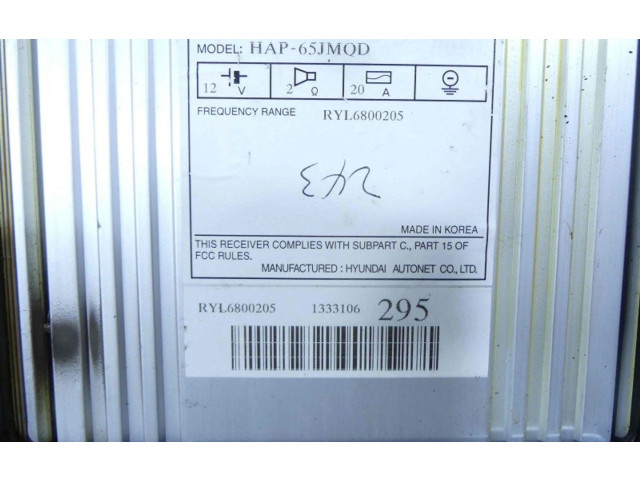 MODEL: HAP-65JMQD
12 V 2 Ω 20 A
FREQUENCY RANGE RYL6800205
243
MADE IN KOREA
THIS RECEIVER COMPLIES WITH SUBPART C., PART 15 OF
FCC RULES.
MANUFACTURED : HYUNDAI AUTONET CO., LTD.
RYL6800205 1333106 295